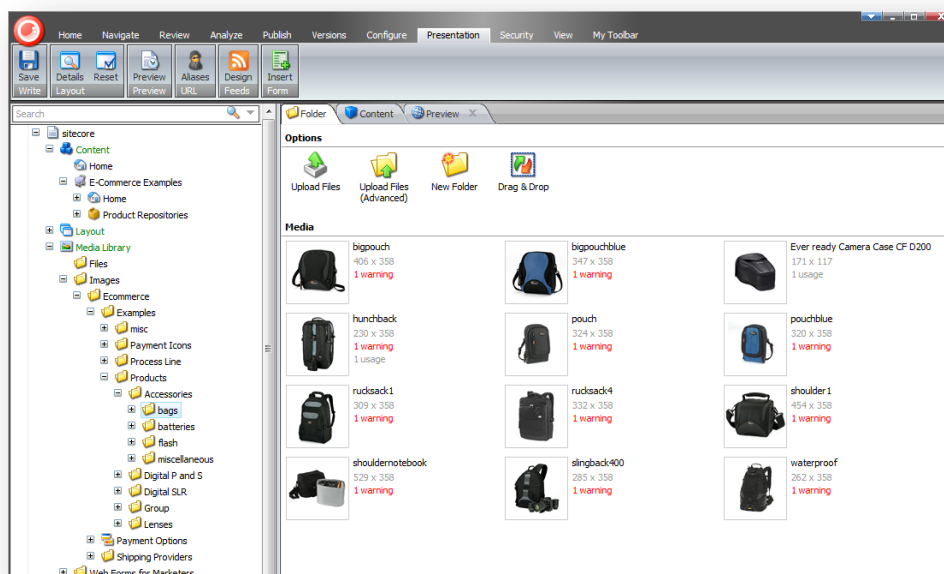 Home Navigate Review Analyze Publish Versions Configure Presentation Security View My Toolbar
Save Details Reset Preview Aliases Design Insert
Write Layout Preview URL Feeds Form
Search
Folder Content Preview
sitecore
Content
Home
E-Commerce Examples
Home
Product Repositories
Layout
Media Library
Files
Images
Ecommerce
Examples
misc
Payment Icons
Process Line
Products
Accessories
bags
batteries
flash
miscellaneous
Digital P and S
Digital SLR
Group
Lenses
Payment Options
Shipping Providers
Web Forms for Marketers
Options
Upload Files Upload Files New Folder Drag & Drop
(Advanced)
Media
bigpouch bigpouchblue Ever ready Camera Case CF D200
406 x 358 347 x 358 171 x 117
1 warning 1 warning 1 usage
hunchback pouch pouchblue
230 x 358 324 x 358 320 x 358
1 warning 1 warning 1 warning
1 usage
rucksack1 rucksack4 shoulder1
309 x 358 332 x 358 454 x 358
1 warning 1 warning 1 warning
shouldernotebook slingback400 waterproof
529 x 358 285 x 358 262 x 358
1 warning 1 warning 1 warning